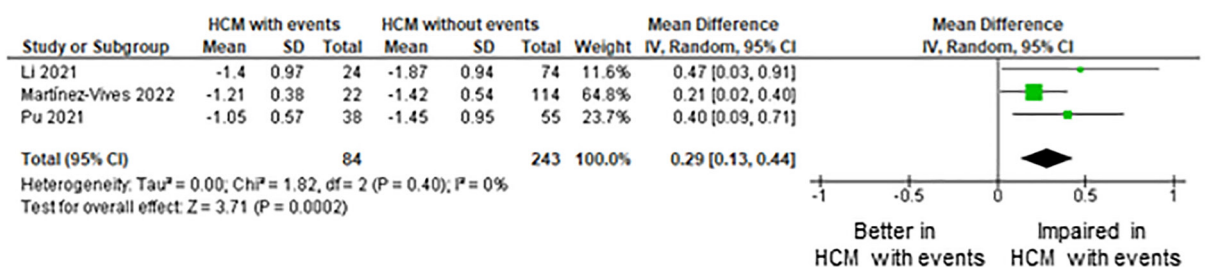 HCM with events HCM without events Mean Difference Mean Difference
Study or Subgroup Mean SD Total Mean SD Total Weight IV, Random, 95% CI IV, Random, 95% CI
Li 2021 -1.4 0.97 24 -1.87 0.94 74 11.6% 0.47 [0.03, 0.91]
Martínez-Vives 2022 -1.21 0.38 22 -1.42 0.54 114 64.8% 0.21 [0.02, 0.40]
Pu 2021 -1.05 0.57 38 -1.45 0.95 55 23.7% 0.40 [0.09, 0.71]
Total (95% CI) 84 243 100.0% 0.29 [0.13, 0.44]
Heterogeneity: Tau² = 0.00; Chi² = 1.82, df = 2 (P = 0.40); I² = 0%
Test for overall effect: Z = 3.71 (P = 0.0002)
-1 -0.5 0 0.5 1
Better in Impaired in
HCM with events HCM with events